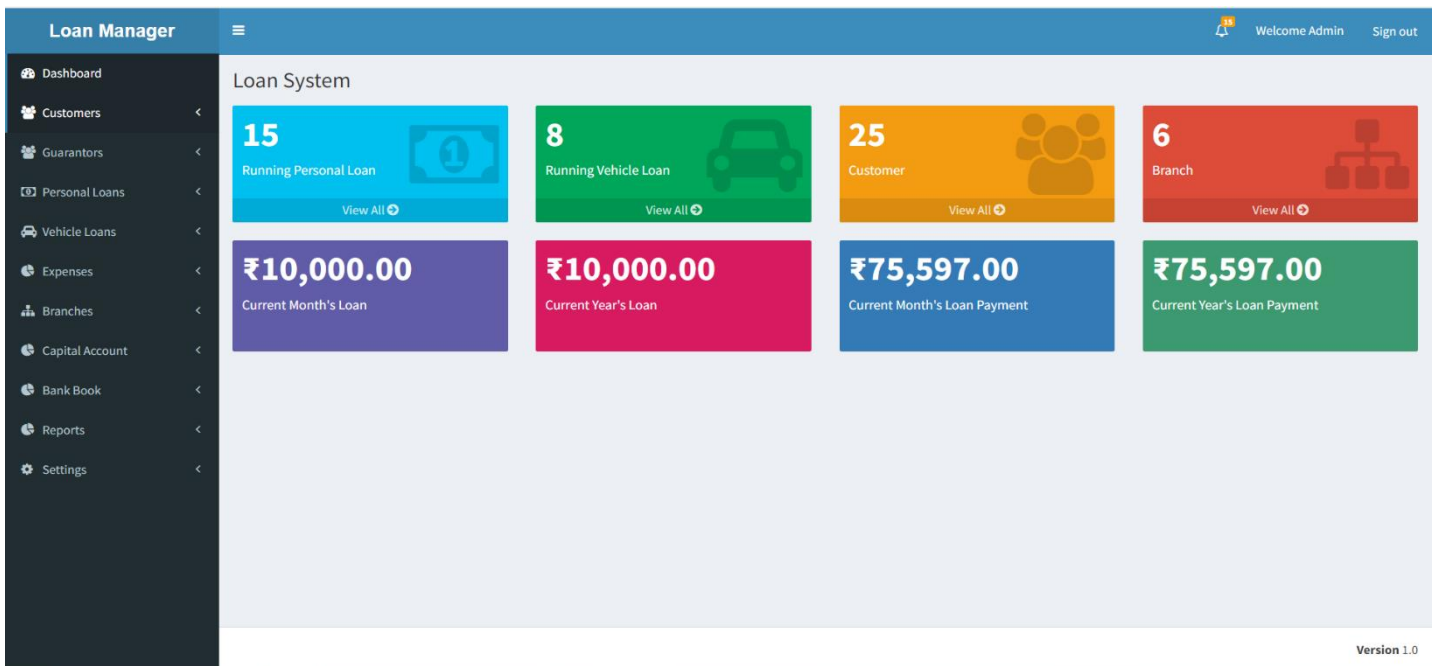 Loan Manager
15
Welcome Admin
Sign out
Dashboard
Customers
Guarantors
Personal Loans
Vehicle Loans
Expenses
Branches
Capital Account
Bank Book
Reports
Settings
Loan System
15
Running Personal Loan
1
View All
8
Running Vehicle Loan
View All
25
Customer
View All
6
Branch
View All
₹10,000.00
Current Month's Loan
₹10,000.00
Current Year's Loan
₹75,597.00
Current Month's Loan Payment
₹75,597.00
Current Year's Loan Payment
Version 1.0